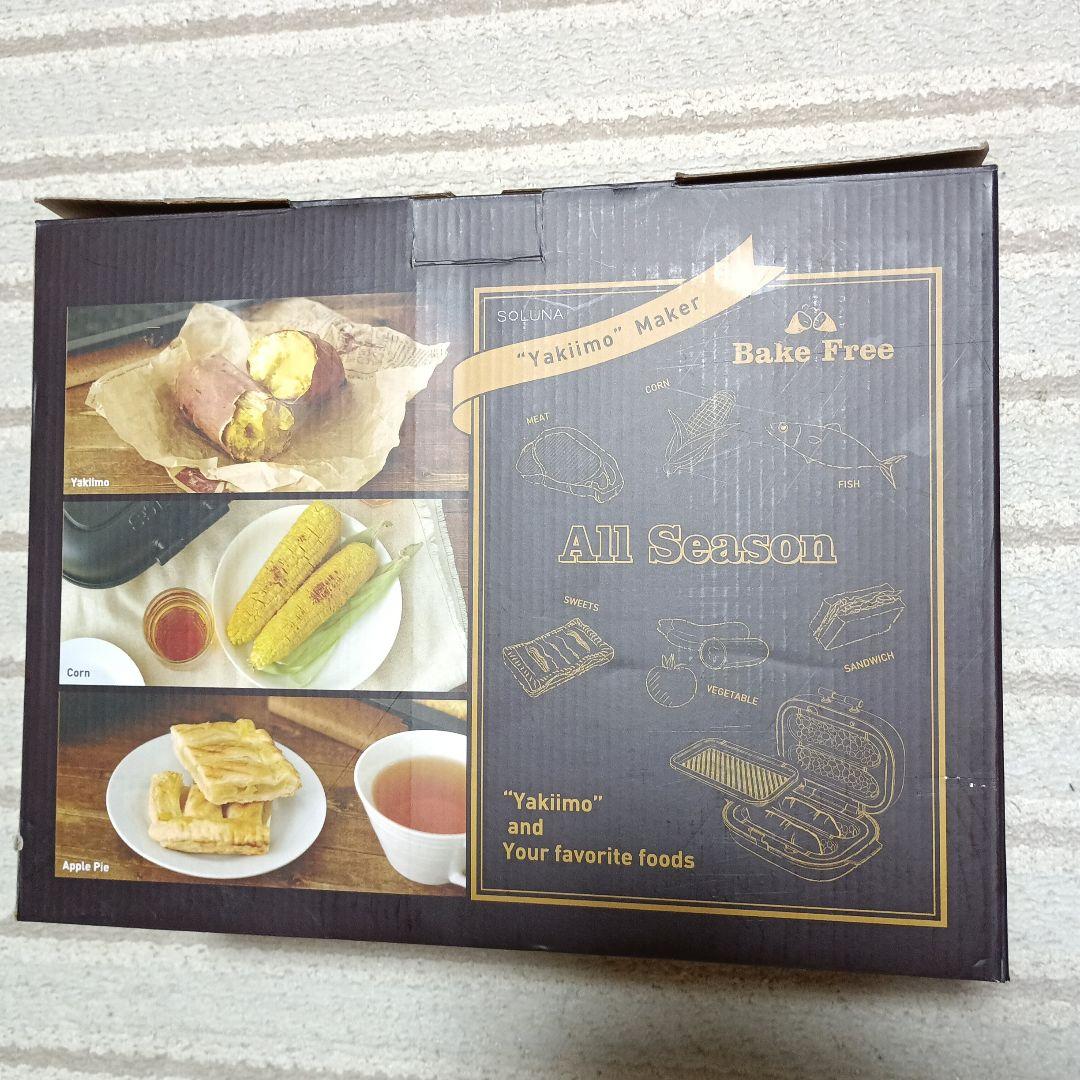 Yakiimo
Corn
Apple Pie
SOLUNA
"Yakiimo" Maker
Bake Free
MEAT
CORN
FISH
All Season
SWEETS
VEGETABLE
SANDWICH
"Yakiimo"
and
Your favorite foods